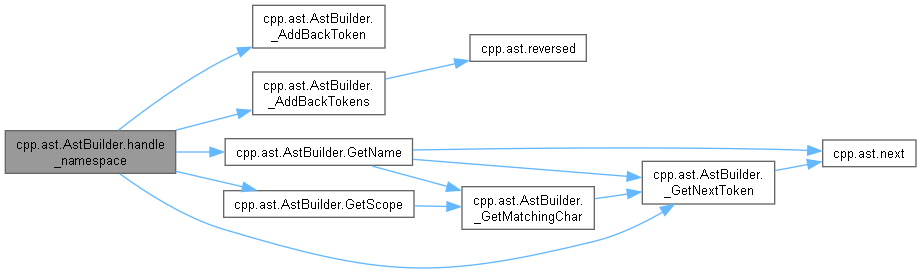 cpp.ast.AstBuilder.
_AddBackToken
cpp.ast.reversed
cpp.ast.AstBuilder.
_AddBackTokens
cpp.ast.AstBuilder.handle
_namespace
cpp.ast.AstBuilder.GetName
cpp.ast.next
cpp.ast.AstBuilder.
_GetNextToken
cpp.ast.AstBuilder.GetScope
cpp.ast.AstBuilder.
_GetMatchingChar